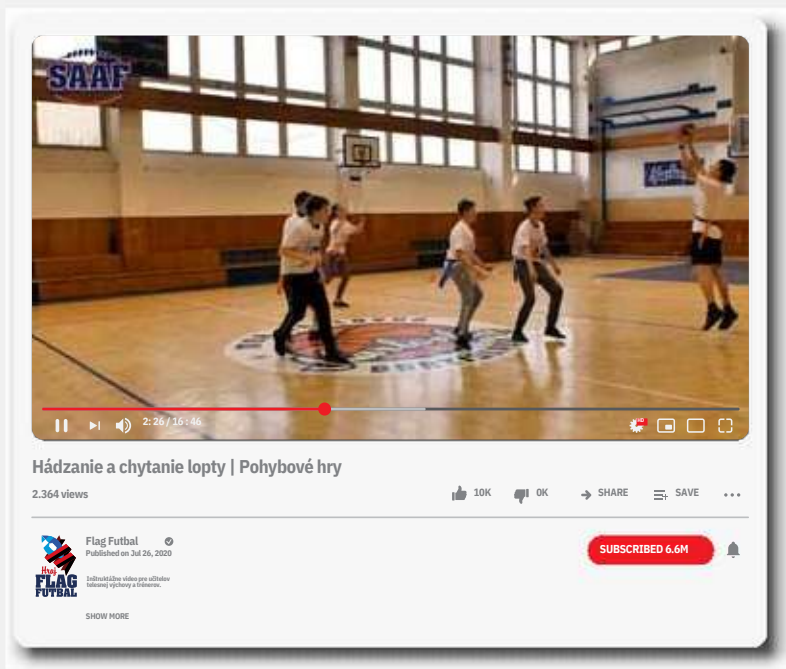 SAAF
2:26 / 16:46
HD
Hádzanie a chytanie lopty | Pohybové hry
2.364 views
10K
0K
SHARE
SAVE
Flag Futbal
Published on Jul 26, 2020
Hraj
FLAG
FUTBAL
Inštruktážne video pre učiteľov
telesnej výchovy a trénerov.
SHOW MORE
SUBSCRIBED 6.6M